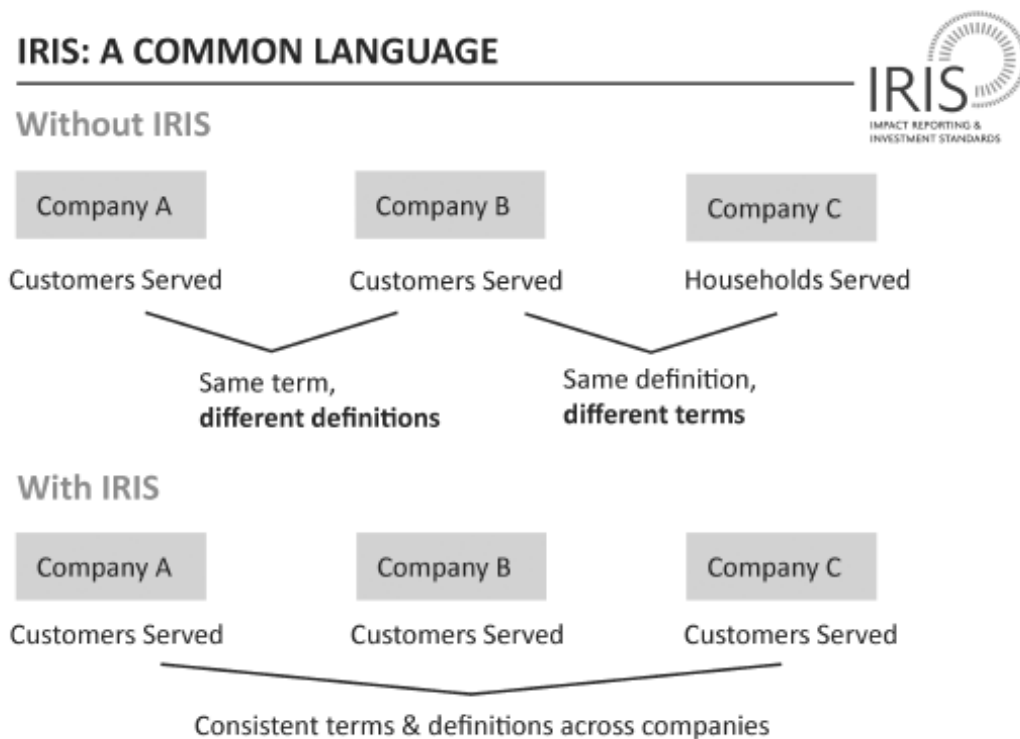 IRIS: A COMMON LANGUAGE
IRIS
IMPACT REPORTING &
INVESTMENT STANDARDS
Without IRIS
Company A
Company B
Company C
Customers Served
Customers Served
Households Served
Same term,
different definitions
Same definition,
different terms
With IRIS
Company A
Company B
Company C
Customers Served
Customers Served
Customers Served
Consistent terms & definitions across companies